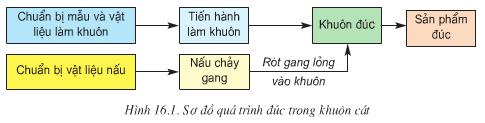 Chuẩn bị mẫu và vật
liệu làm khuôn
Tiến hành
làm khuôn
Khuôn đúc
Sản phẩm
đúc
Chuẩn bị vật liệu nấu
Nấu chảy
gang
Rót gang lỏng
vào khuôn
Hình 16.1. Sơ đồ quá trình đúc trong khuôn cát